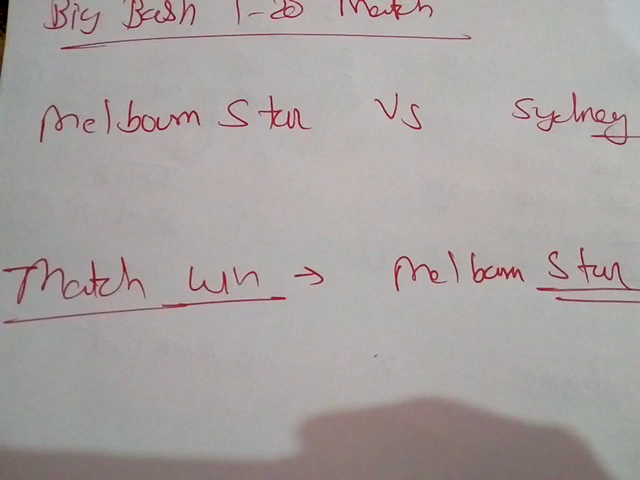 Big Bash T-20 Match
Melbourn Star VS Sydney
Match Win → Melbourn Star